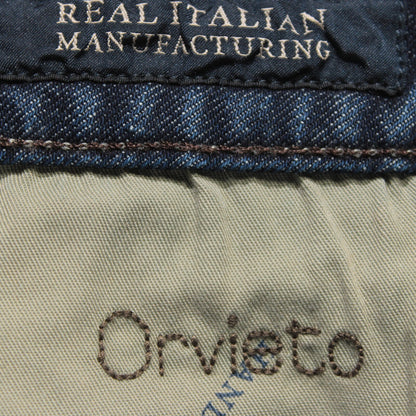 REAL ITALIAN
MANUFACTURING
Orvieto